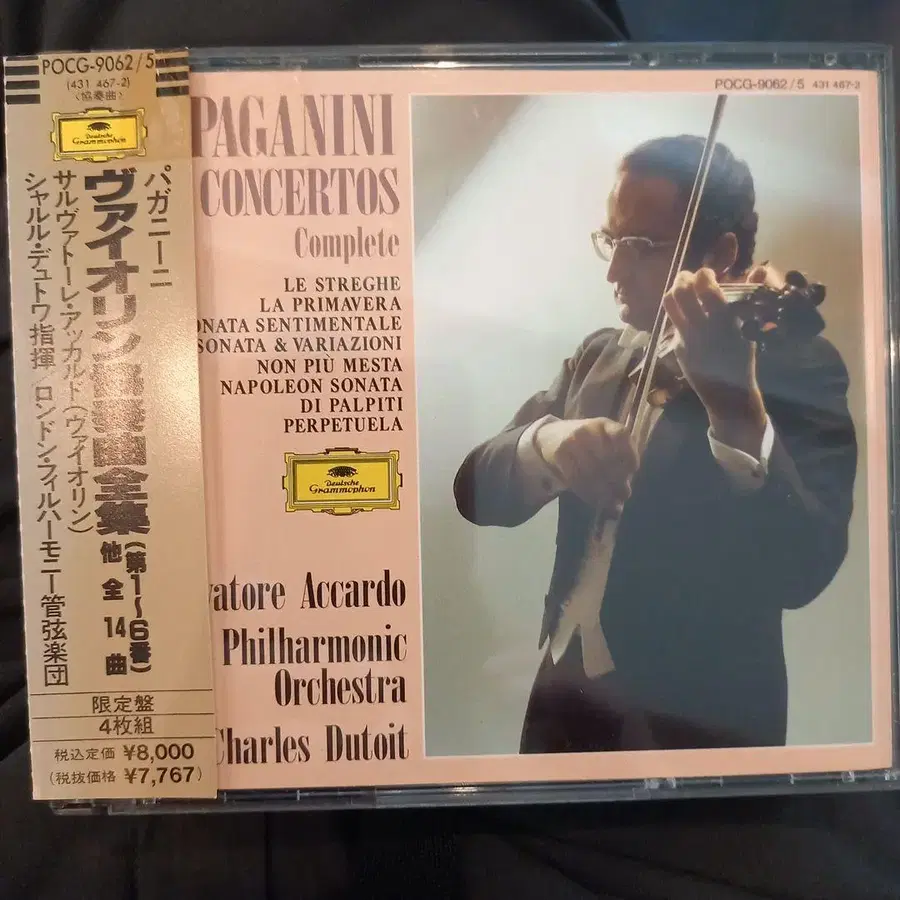 POCG-9062/5
(431 467-2)
〈協奏曲〉
Deutsche
Grammophon
パガニーニ
ヴァイオリン協奏曲全集(第1〜6番)
他全14曲
サルヴァトーレ・アッカルド(ヴァイオリン)
シャルル・デュトワ指揮/ロンドン・フィルハーモニー管弦楽団
限定盤
4枚組
税込定価 ¥8,000
(税抜価格 ¥7,767)
POCG-9062/5 431 467-2
PAGANINI
CONCERTOS
Complete
LE STREGHE
LA PRIMAVERA
ONATA SENTIMENTALE
SONATA & VARIAZIONI
NON PIÙ MESTA
NAPOLEON SONATA
DI PALPITI
PERPETUELA
Deutsche
Grammophon
vatore Accardo
Philharmonic
Orchestra
Charles Dutoit